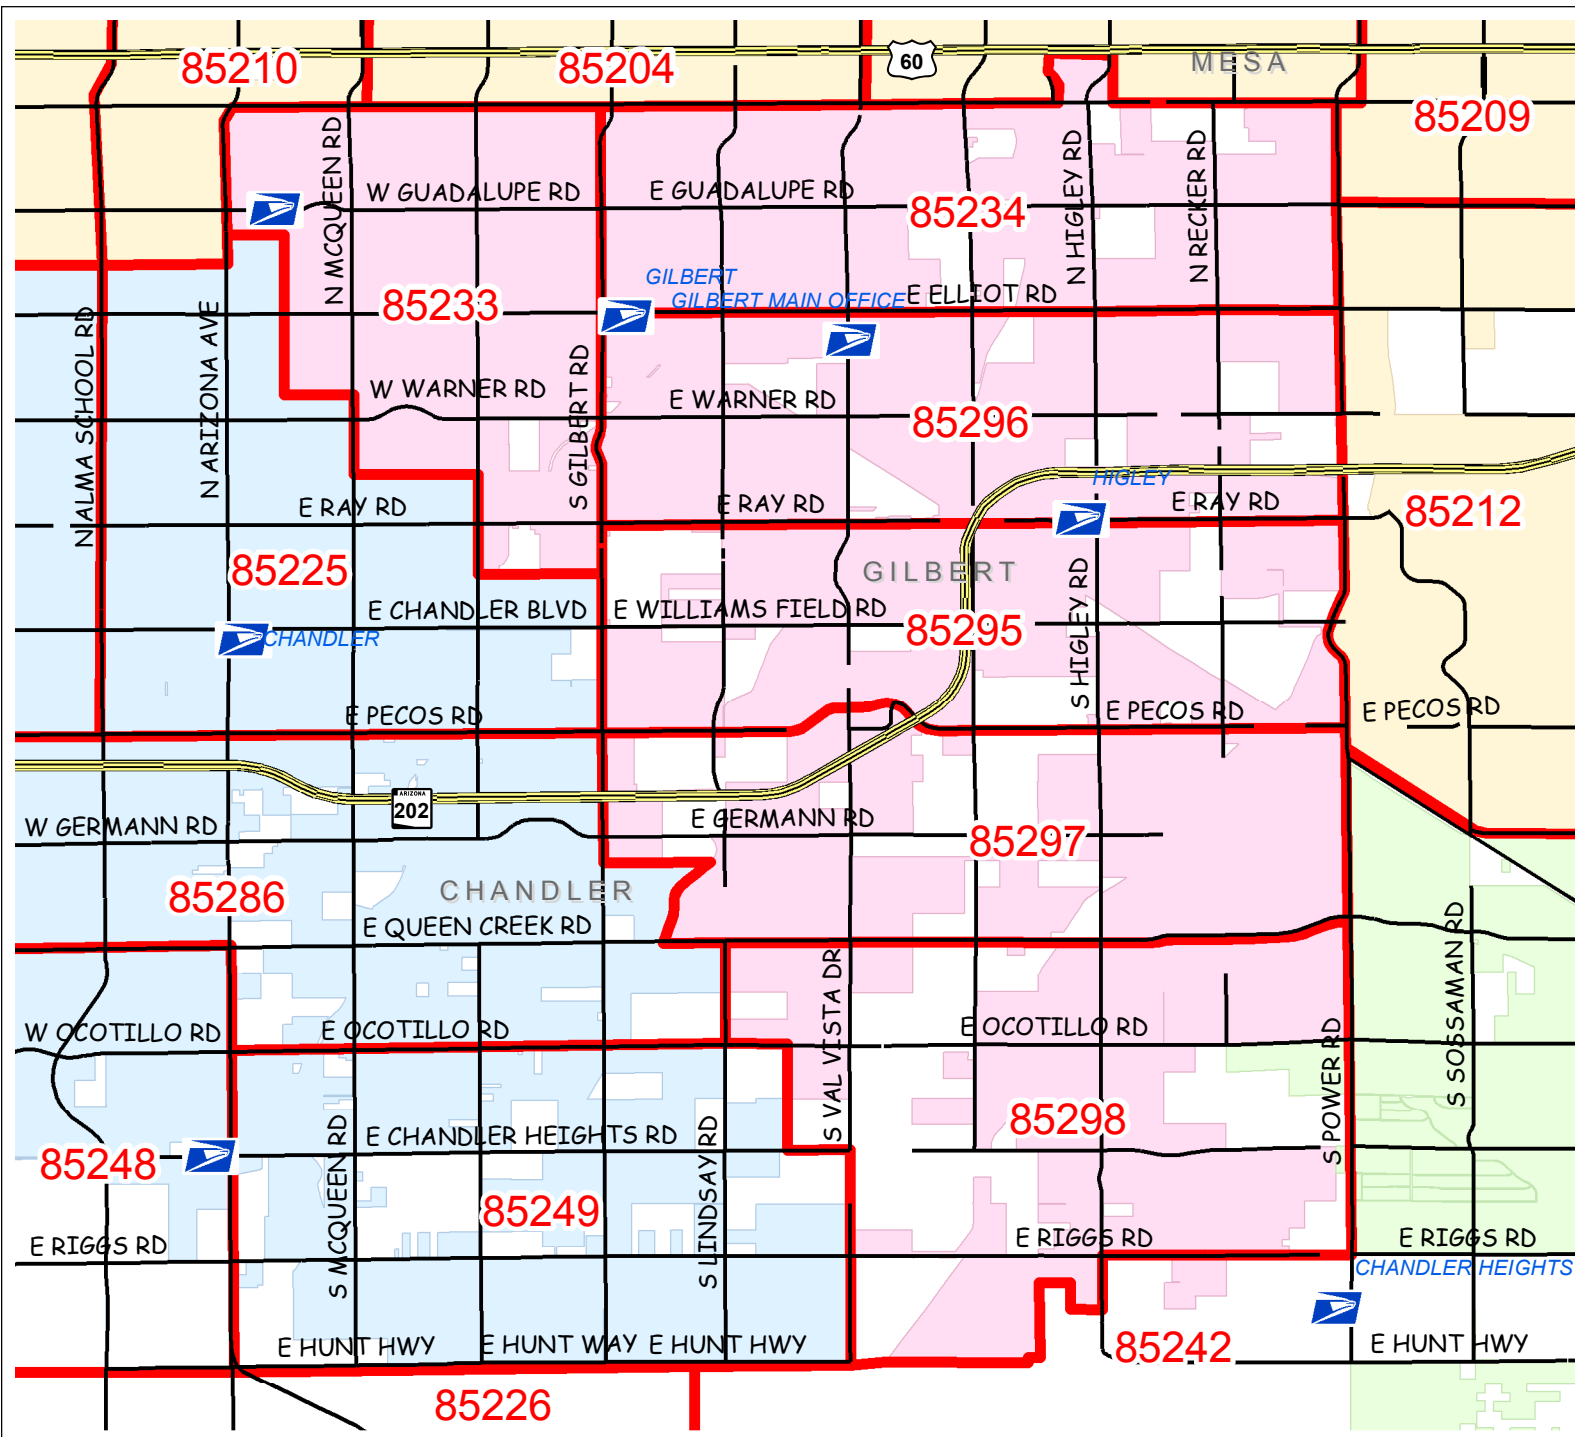 85210
85204
60
MESA
85209
N MCQUEEN RD
W GUADALUPE RD
E GUADALUPE RD
85234
N HIGLEY RD
N RECKER RD
GILBERT
GILBERT MAIN OFFICE
E ELLIOT RD
85233
N ALMA SCHOOL RD
N ARIZONA AVE
S GILBERT RD
W WARNER RD
E WARNER RD
85296
HIGLEY
E RAY RD
E RAY RD
E RAY RD
85212
85225
GILBERT
E CHANDLER BLVD
E WILLIAMS FIELD RD
85295
S HIGLEY RD
CHANDLER
E PECOS RD
E PECOS RD
E PECOS RD
ARIZONA
202
W GERMANN RD
E GERMANN RD
85297
85286
CHANDLER
E QUEEN CREEK RD
S VAL VISTA DR
S SOSSAMAN RD
W OCOTILLO RD
E OCOTILLO RD
E OCOTILLO RD
S POWER RD
85298
S MCQUEEN RD
E CHANDLER HEIGHTS RD
S LINDSAY RD
85248
85249
E RIGGS RD
E RIGGS RD
E RIGGS RD
CHANDLER HEIGHTS
E HUNT HWY
E HUNT WAY
E HUNT HWY
85242
E HUNT HWY
85226